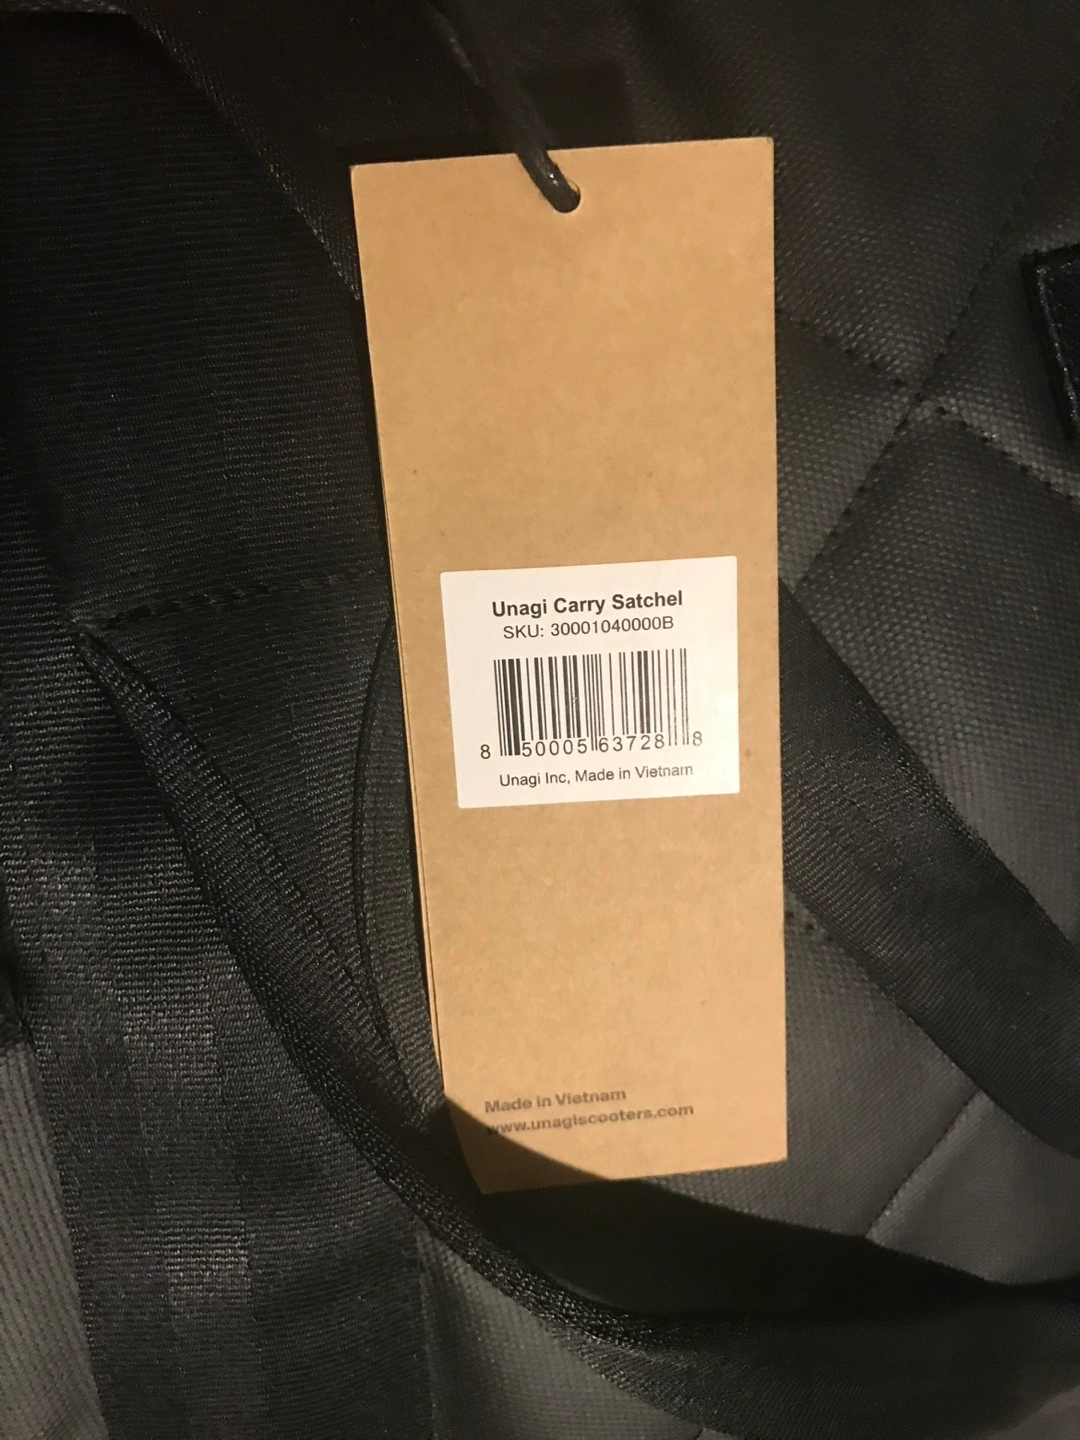 Unagi Carry Satchel
SKU: 30001040000B
8 50005 63728 8
Unagi Inc, Made in Vietnam
Made in Vietnam
www.unagiscooters.com